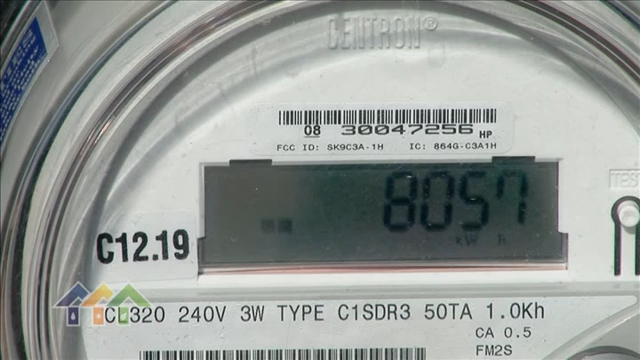 CENTRON®
08 30047256 HP
FCC ID: SK9C3A-1H IC: 864G-C3A1H
TEST
8057
kW h
C12.19
CL320 240V 3W TYPE C1SDR3 50TA 1.0Kh
CA 0.5
FM2S